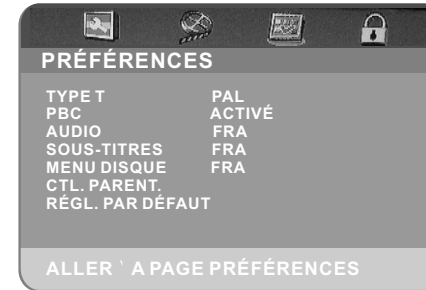 PRÉFÉRENCES
TYPE T PAL
PBC ACTIVÉ
AUDIO FRA
SOUS-TITRES FRA
MENU DISQUE FRA
CTL. PARENT.
RÉGL. PAR DÉFAUT
ALLER ` A PAGE PRÉFÉRENCES